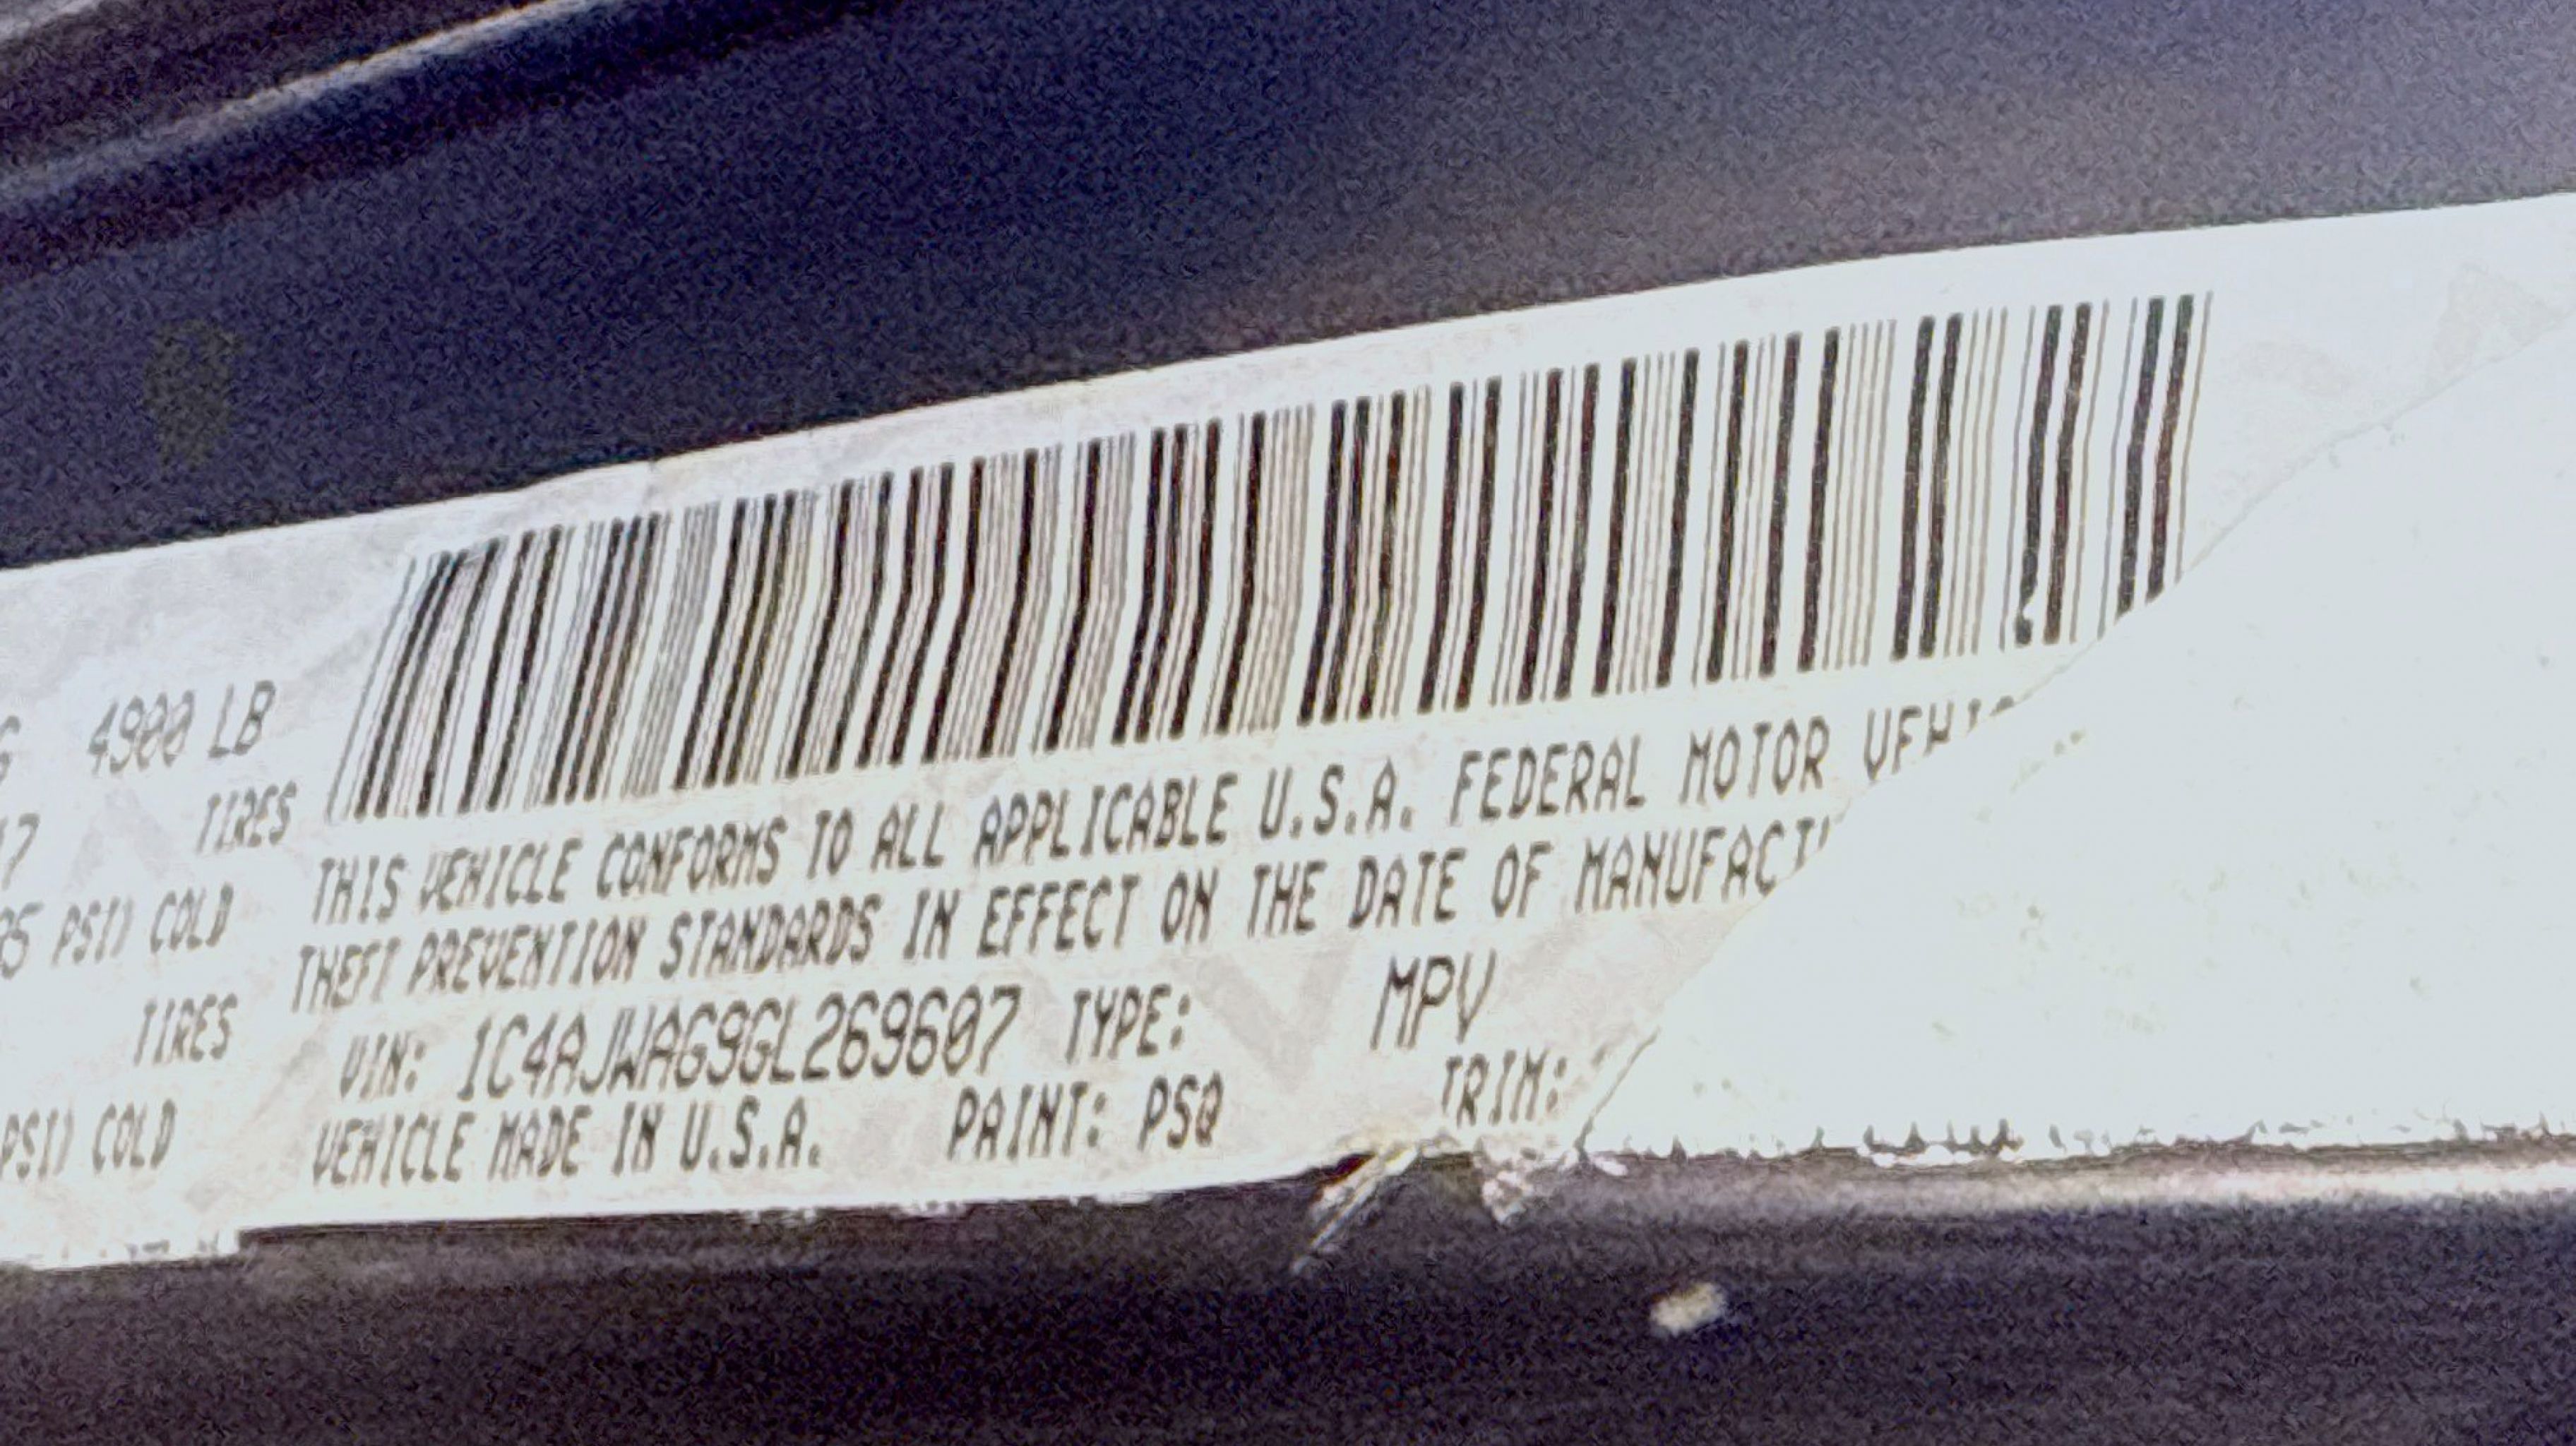 4900 LB
TIRES
PSI) COLD
TIRES
PSI) COLD
THIS VEHICLE CONFORMS TO ALL APPLICABLE U.S.A. FEDERAL MOTOR
THEFT PREVENTION STANDARDS IN EFFECT ON THE DATE OF
VIN: 1C4AJWAG9GL269607 TYPE: MPV
VEHICLE MADE IN U.S.A. PAINT: PSQ TRIM: